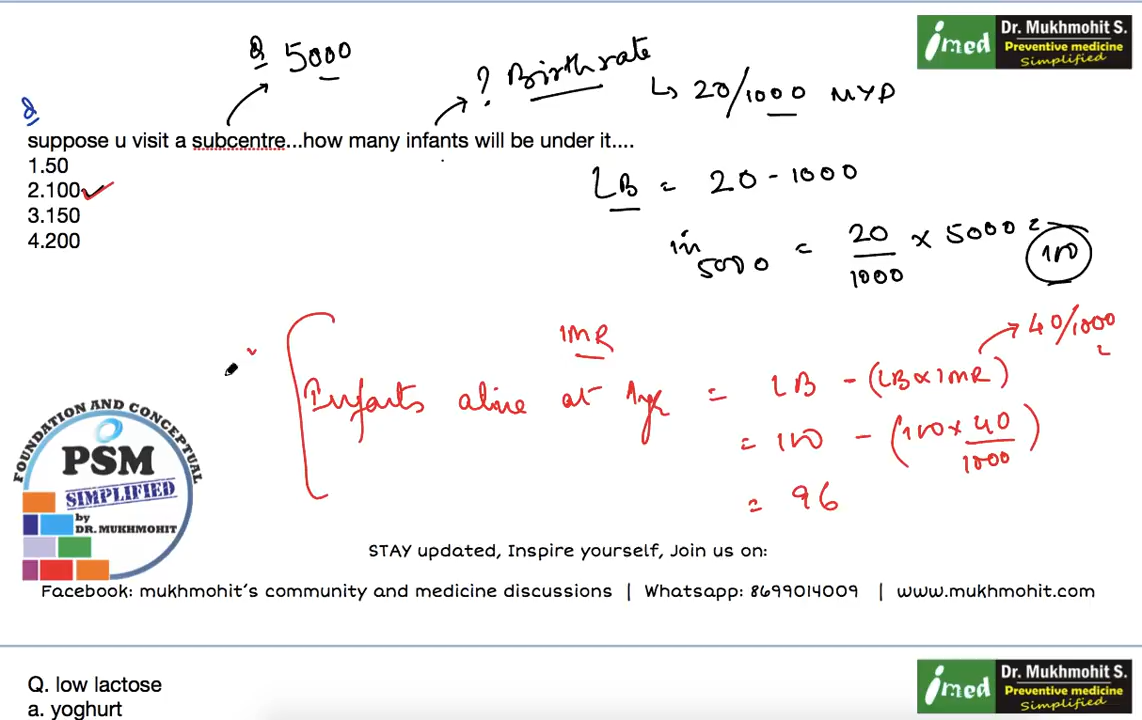 Dr. Mukhmohit S.
imed
Preventive medicine
Simplified
Q 5000
? Birth rate
↳ 20/1000 MYP
Q
suppose u visit a subcentre...how many infants will be under it....
1.50
2.100
3.150
4.200
LB = 20 - 1000
in 5000 = 20/1000 × 5000 = 100
IMR
→ 40/1000
Infants alive at = LB - (LB × IMR)
= 100 - (100 × 40/1000)
= 96
FOUNDATION AND CONCEPTUAL
PSM
SIMPLIFIED
by
DR. MUKHMOHIT
STAY updated, Inspire yourself, Join us on:
Facebook: mukhmohit's community and medicine discussions | Whatsapp: 8699014009 | www.mukhmohit.com
Dr. Mukhmohit S.
imed
Preventive medicine
Simplified
Q. low lactose
a. yoghurt